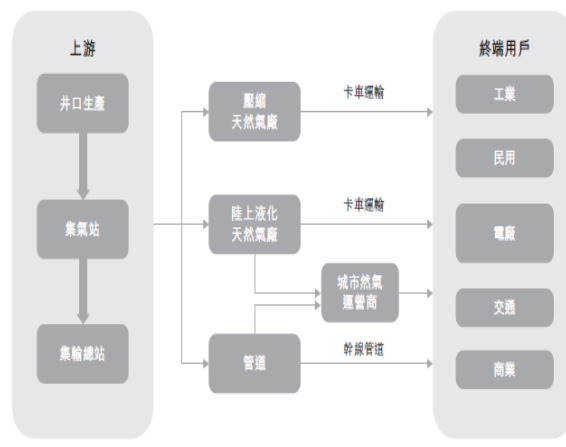 上游
井口生產
集氣站
集輸總站
壓縮
天然氣廠
陸上液化
天然氣廠
管道
城市然氣
運營商
卡車運輸
卡車運輸
幹線管道
終端用戶
工業
民用
電廠
交通
商業